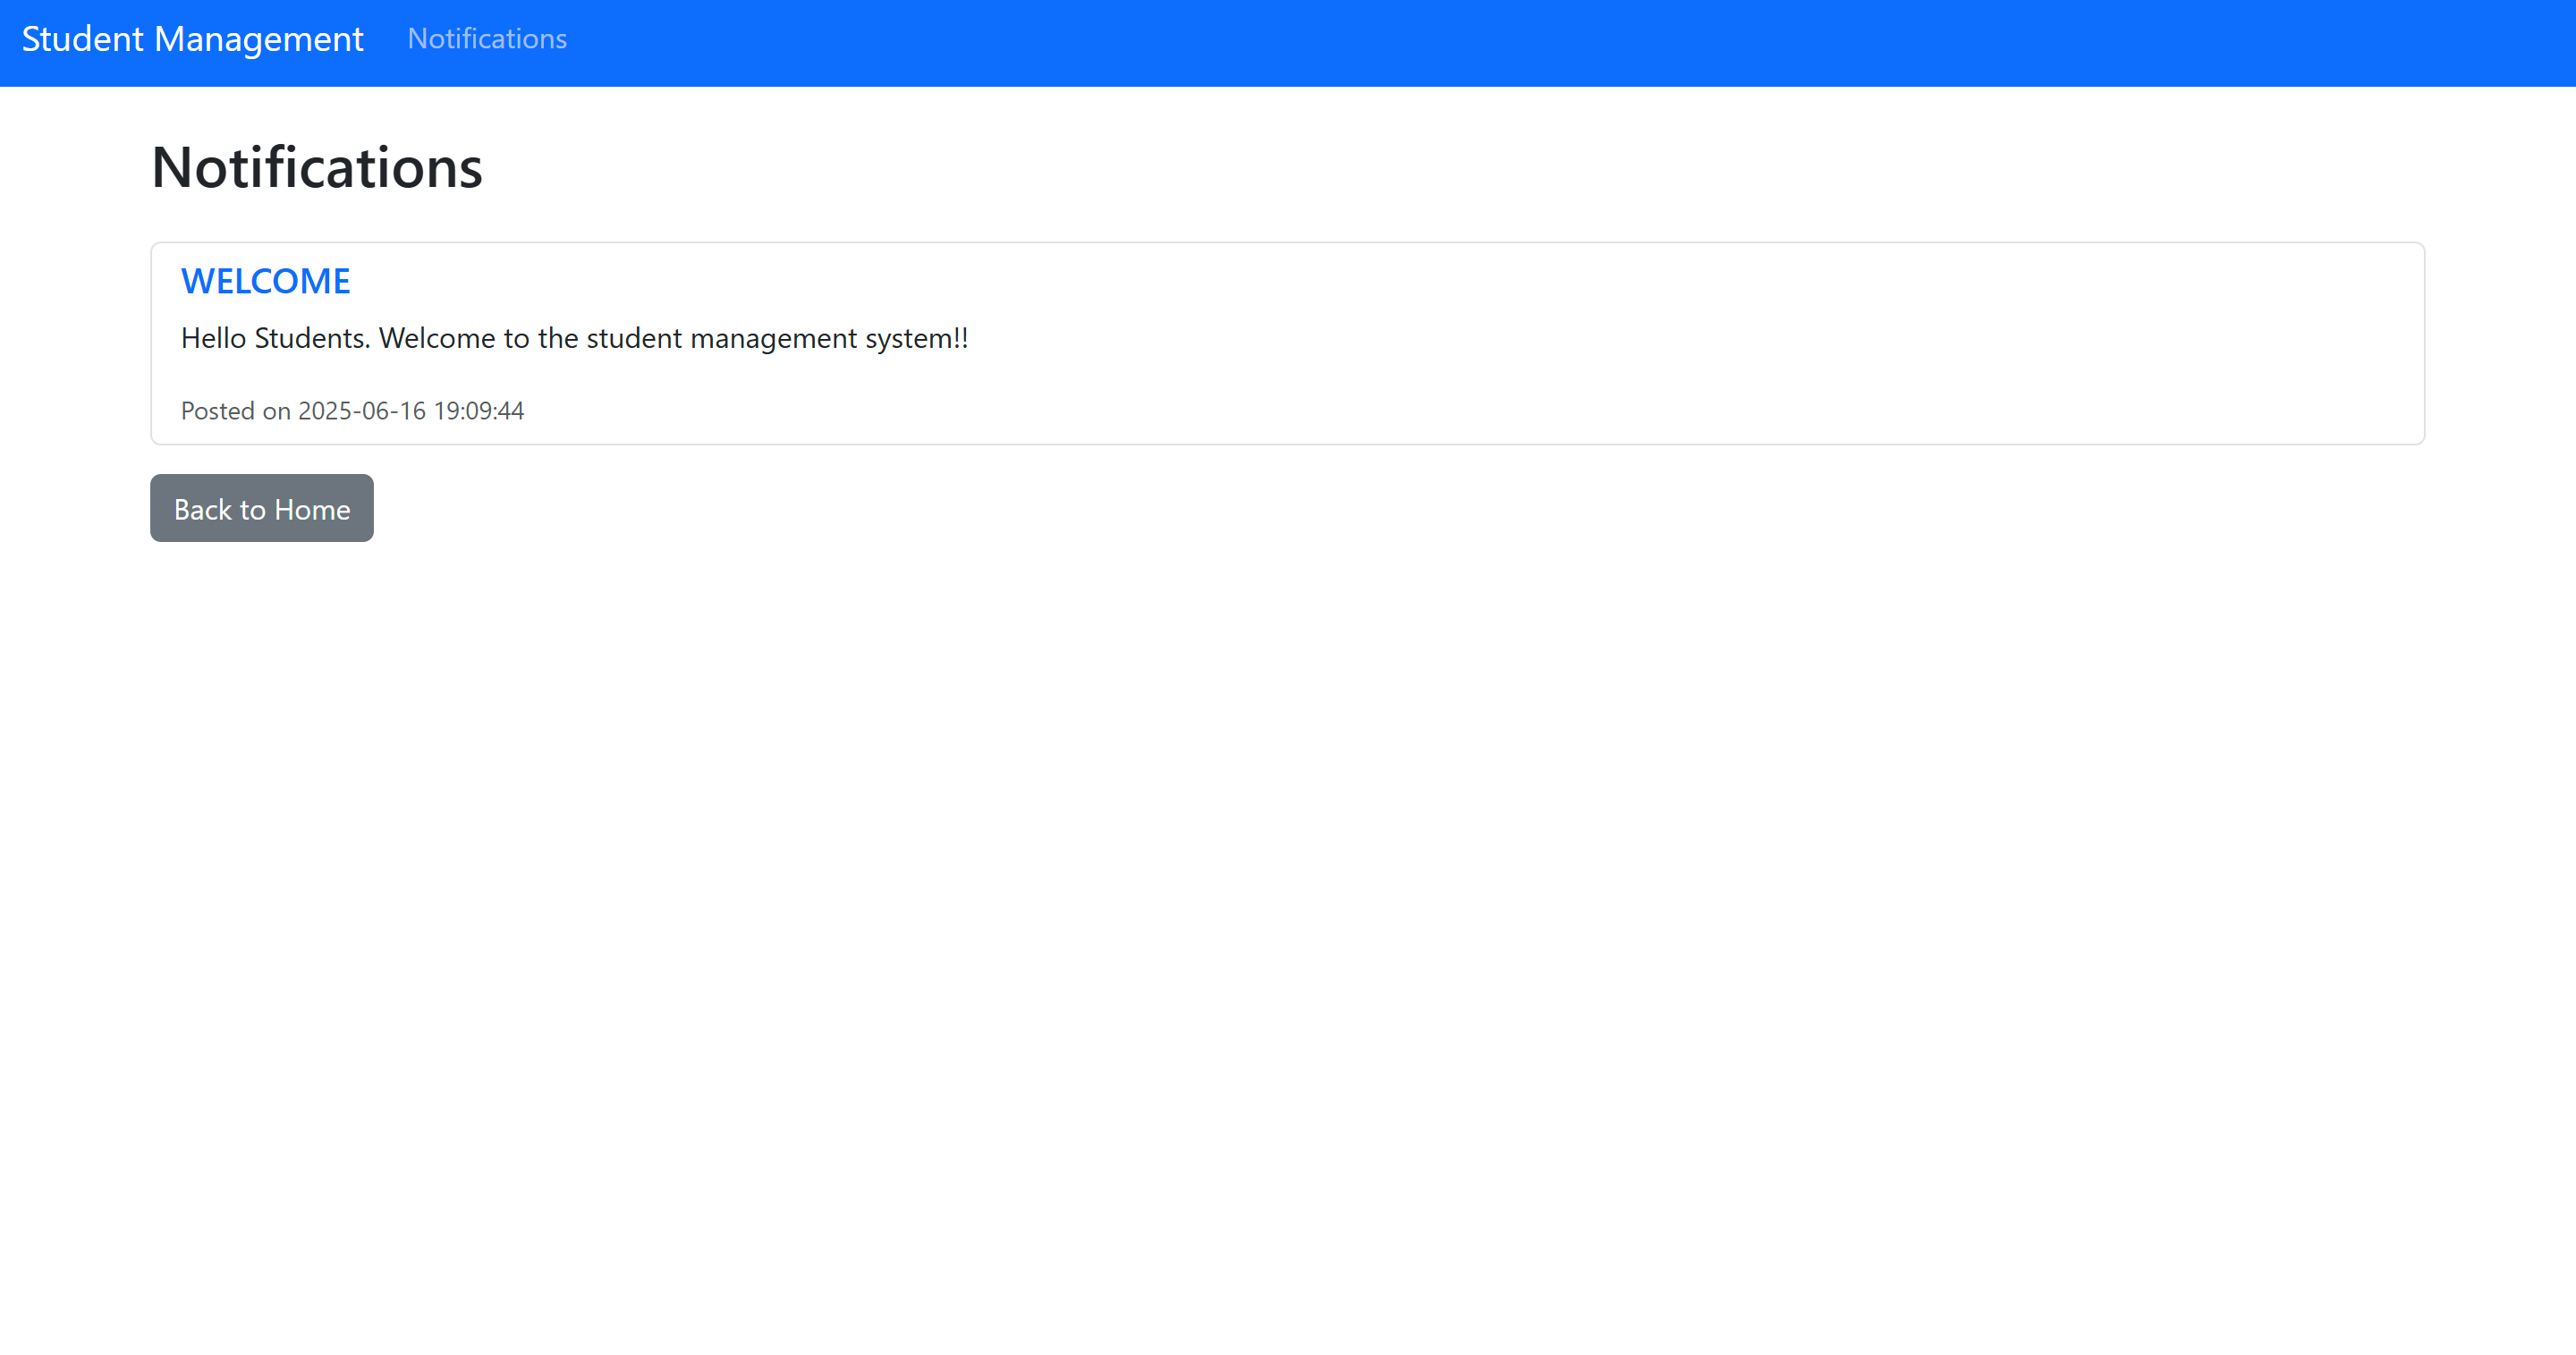 Student Management Notifications
Notifications
WELCOME
Hello Students. Welcome to the student management system!!
Posted on 2025-06-16 19:09:44
Back to Home